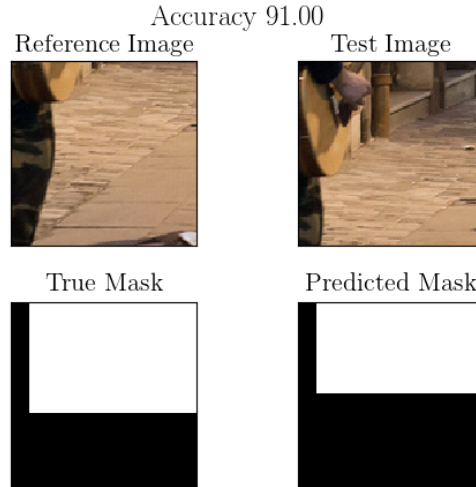 Accuracy 91.00
Reference Image
Test Image
True Mask
Predicted Mask